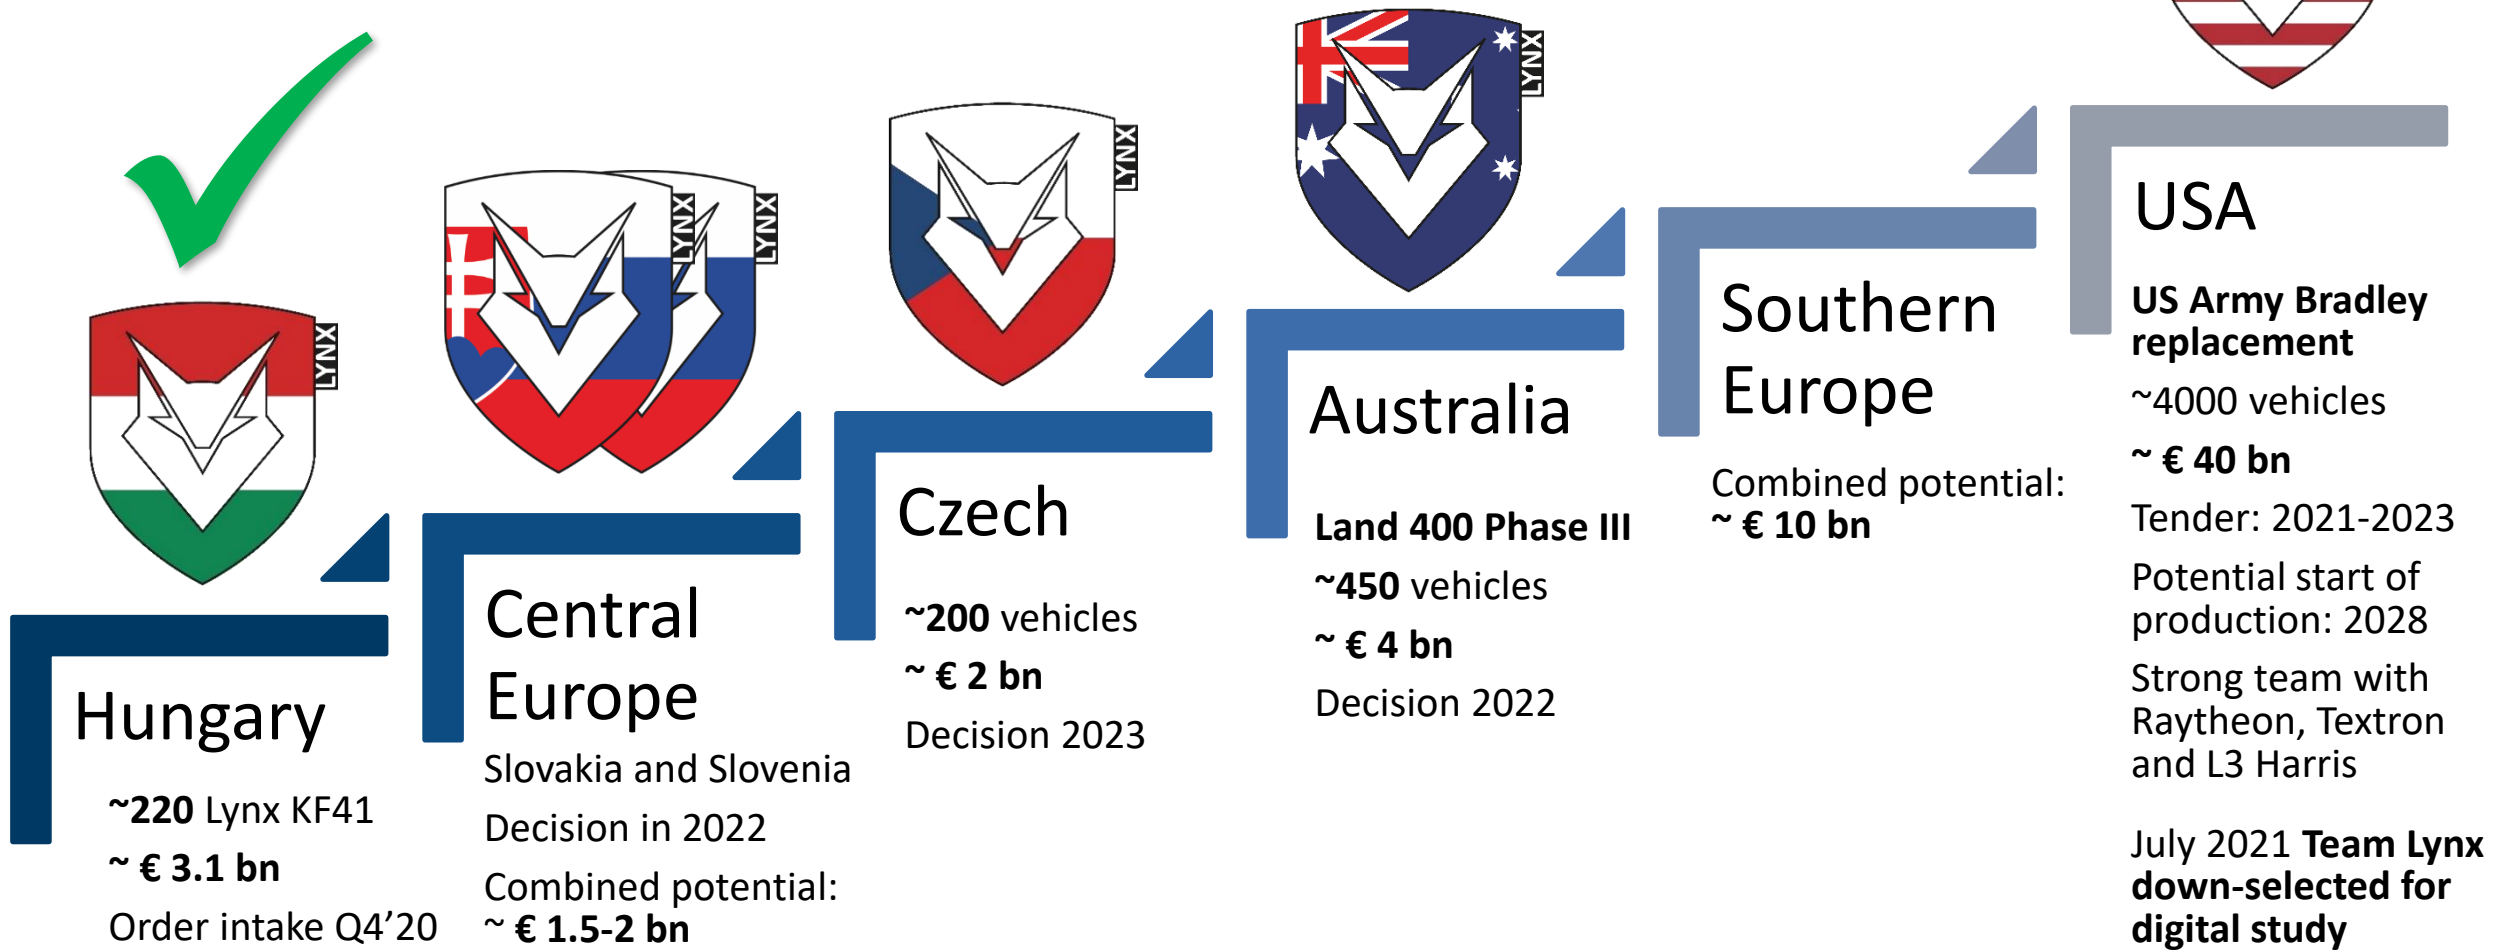 LYNX
Hungary
~220 Lynx KF41
~ € 3.1 bn
Order intake Q4’20
LYNX
LYNX
Central
Europe
Slovakia and Slovenia
Decision in 2022
Combined potential:
~ € 1.5-2 bn
LYNX
Czech
~200 vehicles
~ € 2 bn
Decision 2023
LYNX
Australia
Land 400 Phase III
~450 vehicles
~ € 4 bn
Decision 2022
Southern
Europe
Combined potential:
~ € 10 bn
USA
US Army Bradley
replacement
~4000 vehicles
~ € 40 bn
Tender: 2021-2023
Potential start of
production: 2028
Strong team with
Raytheon, Textron
and L3 Harris
July 2021 Team Lynx
down-selected for
digital study